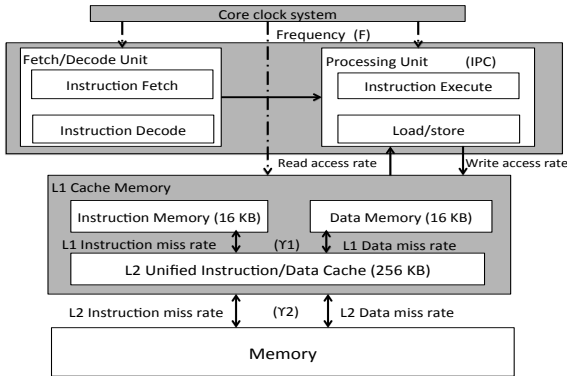 Core clock system
Frequency (F)
Fetch/Decode Unit
Instruction Fetch
Instruction Decode
Processing Unit (IPC)
Instruction Execute
Load/store
Read access rate
Write access rate
L1 Cache Memory
Instruction Memory (16 KB)
Data Memory (16 KB)
L1 Instruction miss rate (ϒ1) L1 Data miss rate
L2 Unified Instruction/Data Cache (256 KB)
L2 Instruction miss rate (ϒ2) L2 Data miss rate
Memory